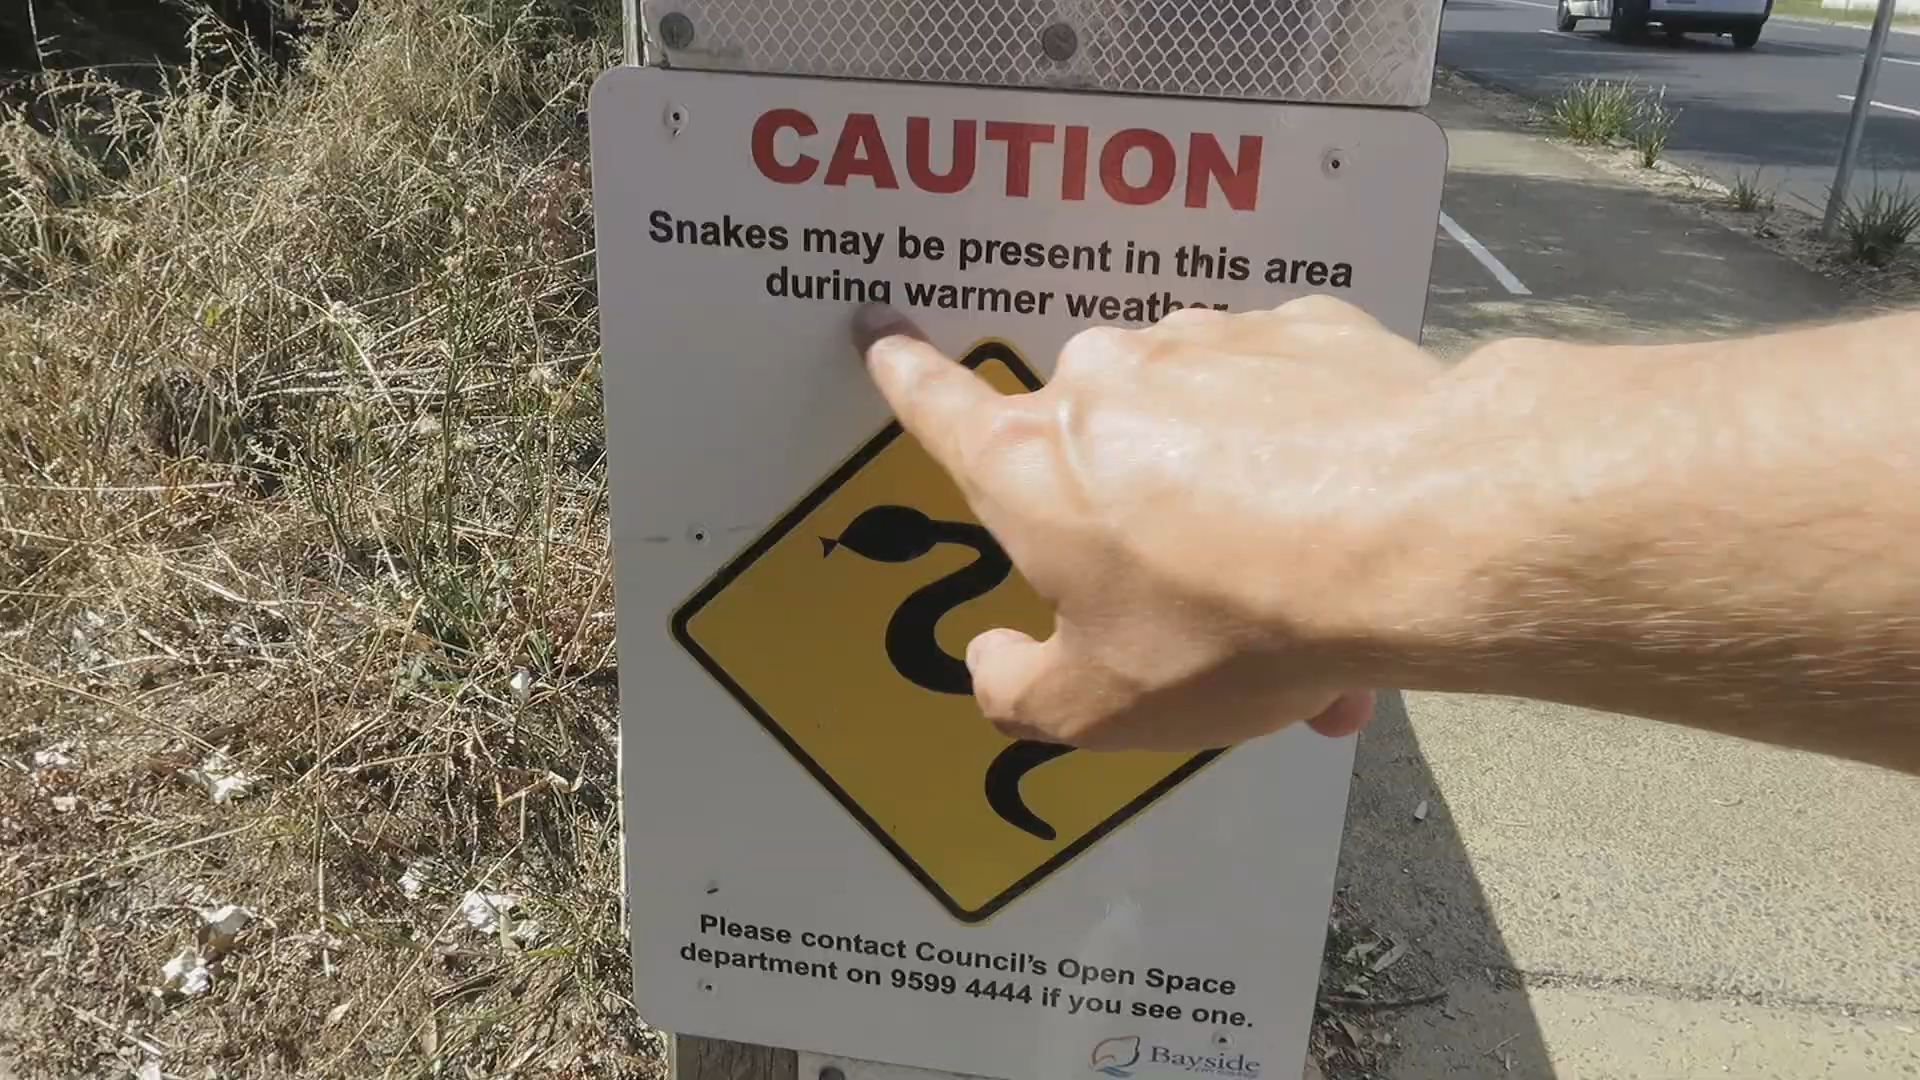 CAUTION
Snakes may be present in this area
during warmer weather
Please contact Council's Open Space
department on 9599 4444 if you see one.
Bayside